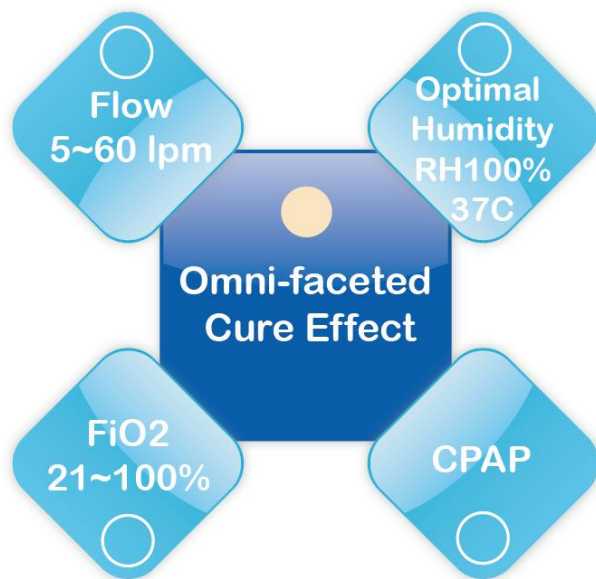 Flow
5~60 lpm
Optimal
Humidity
RH100%
37C
Omni-faceted
Cure Effect
FiO2
21~100%
CPAP